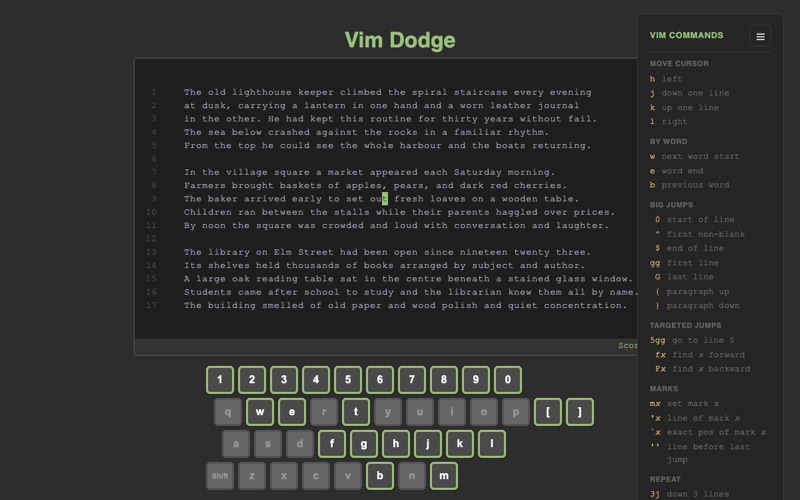 Vim Dodge
1 The old lighthouse keeper climbed the spiral staircase every evening
2 at dusk, carrying a lantern in one hand and a worn leather journal
3 in the other. He had kept this routine for thirty years without fail.
4 The sea below crashed against the rocks in a familiar rhythm.
5 From the top he could see the whole harbour and the boats returning.
6
7 In the village square a market appeared each Saturday morning.
8 Farmers brought baskets of apples, pears, and dark red cherries.
9 The baker arrived early to set out fresh loaves on a wooden table.
10 Children ran between the stalls while their parents haggled over prices.
11 By noon the square was crowded and loud with conversation and laughter.
12
13 The library on Elm Street had been open since nineteen twenty three.
14 Its shelves held thousands of books arranged by subject and author.
15 A large oak reading table sat in the centre beneath a stained glass window.
16 Students came after school to study and the librarian knew them all by name.
17 The building smelled of old paper and wood polish and quiet concentration.
Scor
1 2 3 4 5 6 7 8 9 0
q w e r t y u i o p [ ]
a s d f g h j k l
Shift z x c v b n m
VIM COMMANDS
MOVE CURSOR
h left
j down one line
k up one line
l right
BY WORD
w next word start
e word end
b previous word
BIG JUMPS
0 start of line
^ first non-blank
$ end of line
gg first line
G last line
{ paragraph up
} paragraph down
TARGETED JUMPS
5gg go to line 5
fx find x forward
Fx find x backward
MARKS
mx set mark x
'x line of mark x
`x exact pos of mark x
'' line before last
jump
REPEAT
3j down 3 lines